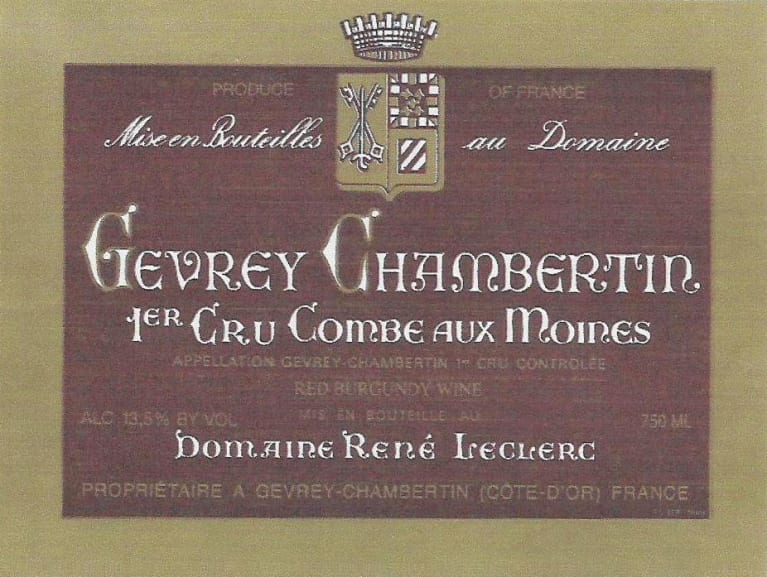 PRODUCE OF FRANCE
Mise en Bouteilles au Domaine
GEVREY CHAMBERTIN
1ER CRU COMBE AUX MOINES
APPELLATION GEVREY-CHAMBERTIN 1ER CRU CONTROLÉE
RED BURGUNDY WINE
ALC 13,5% BY VOL MIS EN BOUTEILLE AU 750 ML
DOMAINE RENÉ LECLERC
PROPRIÉTAIRE A GEVREY-CHAMBERTIN (COTE-D'OR) FRANCE